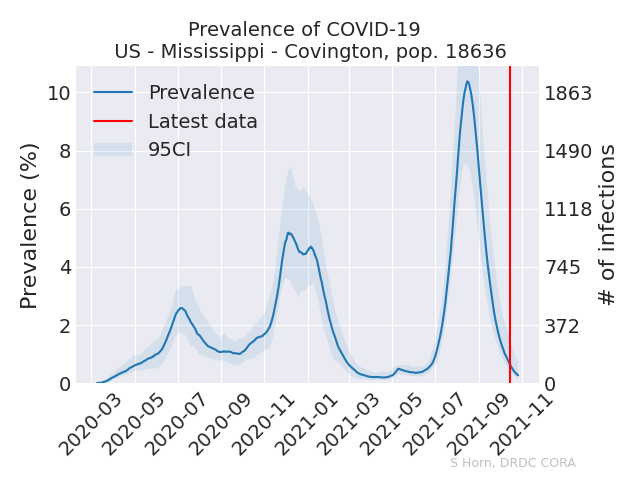 Prevalence of COVID-19
US - Mississippi - Covington, pop. 18636
Prevalence
Latest data
95CI
Prevalence (%)
10
8
6
4
2
0
1863
1490
1118
745
372
0
# of infections
2020-03
2020-05
2020-07
2020-09
2020-11
2021-01
2021-03
2021-05
2021-07
2021-09
2021-11
S Horn, DRDC CORA